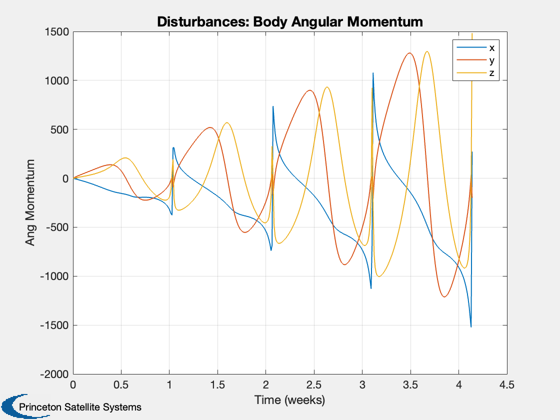 Disturbances: Body Angular Momentum
1500
1000
500
0
-500
-1000
-1500
-2000
Ang Momentum
x
y
z
0 0.5 1 1.5 2 2.5 3 3.5 4 4.5
Time (weeks)
Princeton Satellite Systems